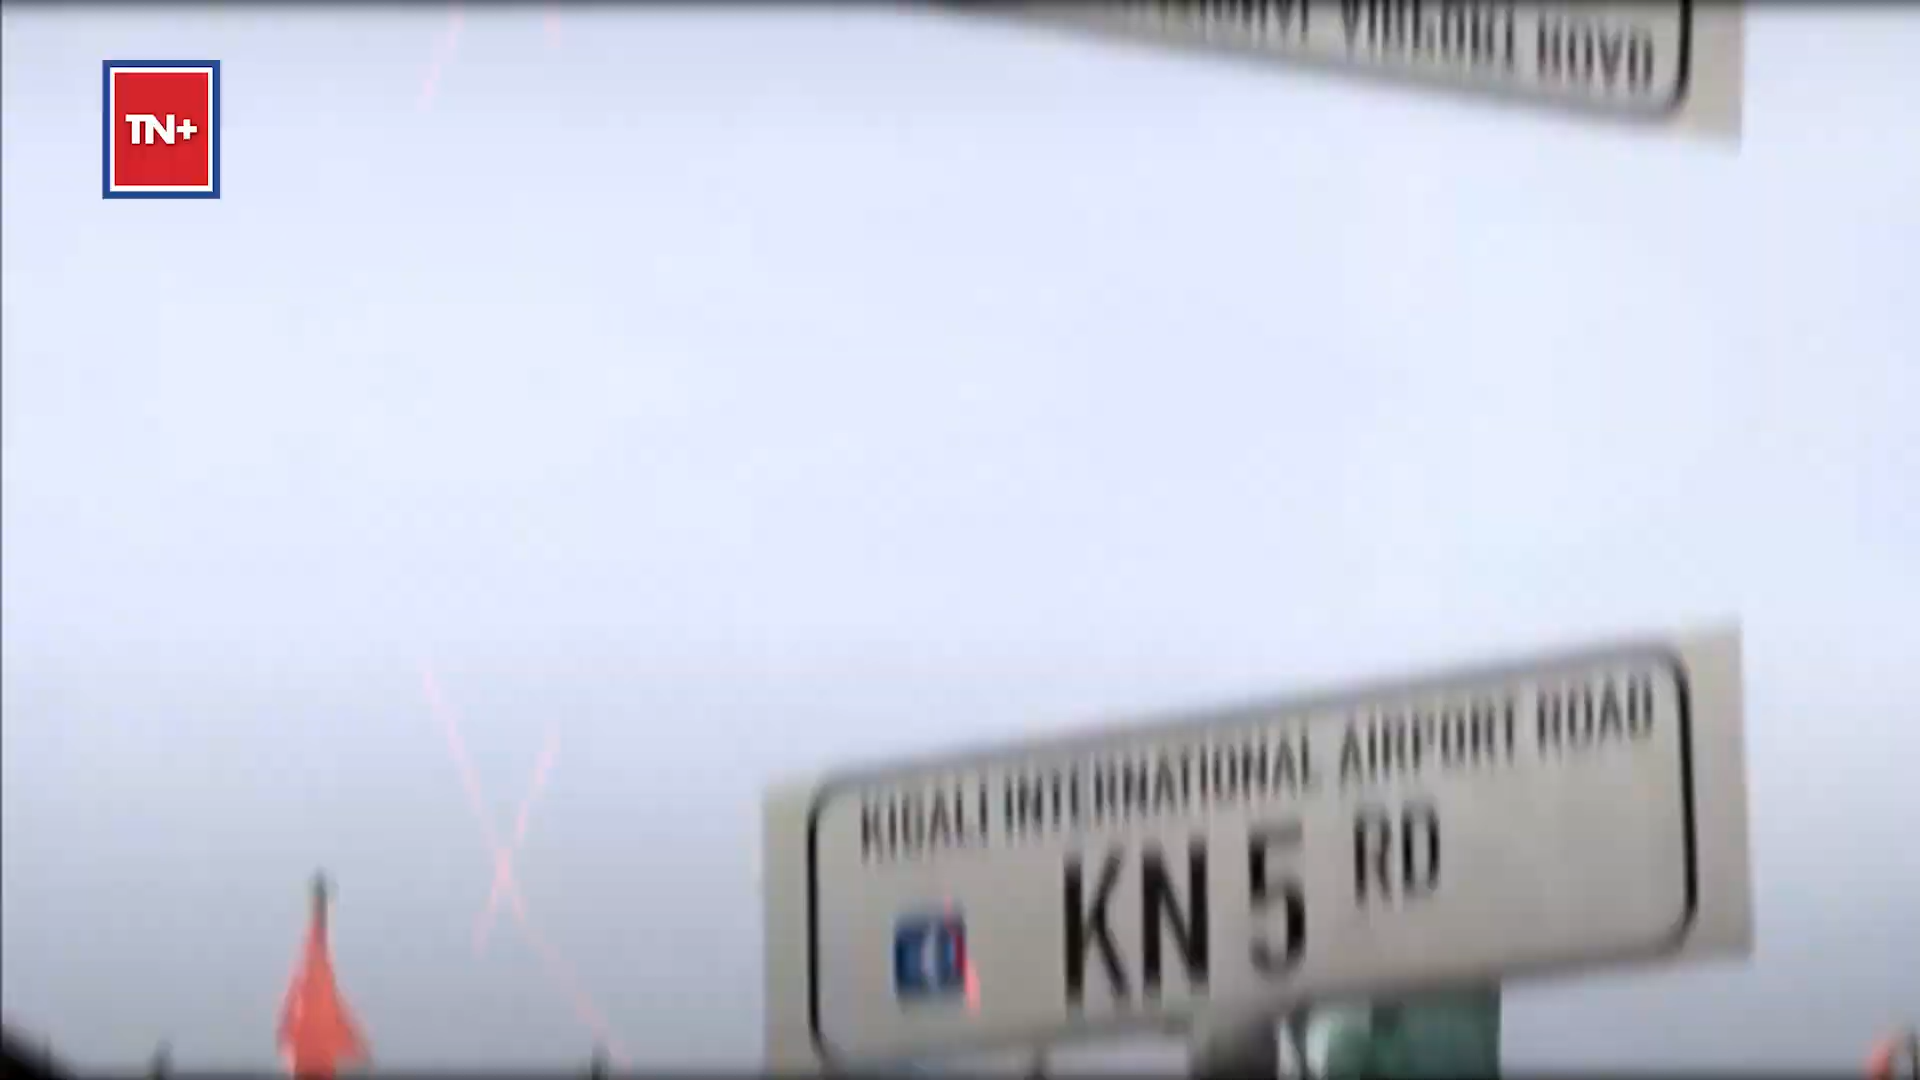 TN+
KIGALI INTERNATIONAL AIRPORT ROAD
KN 5 RD